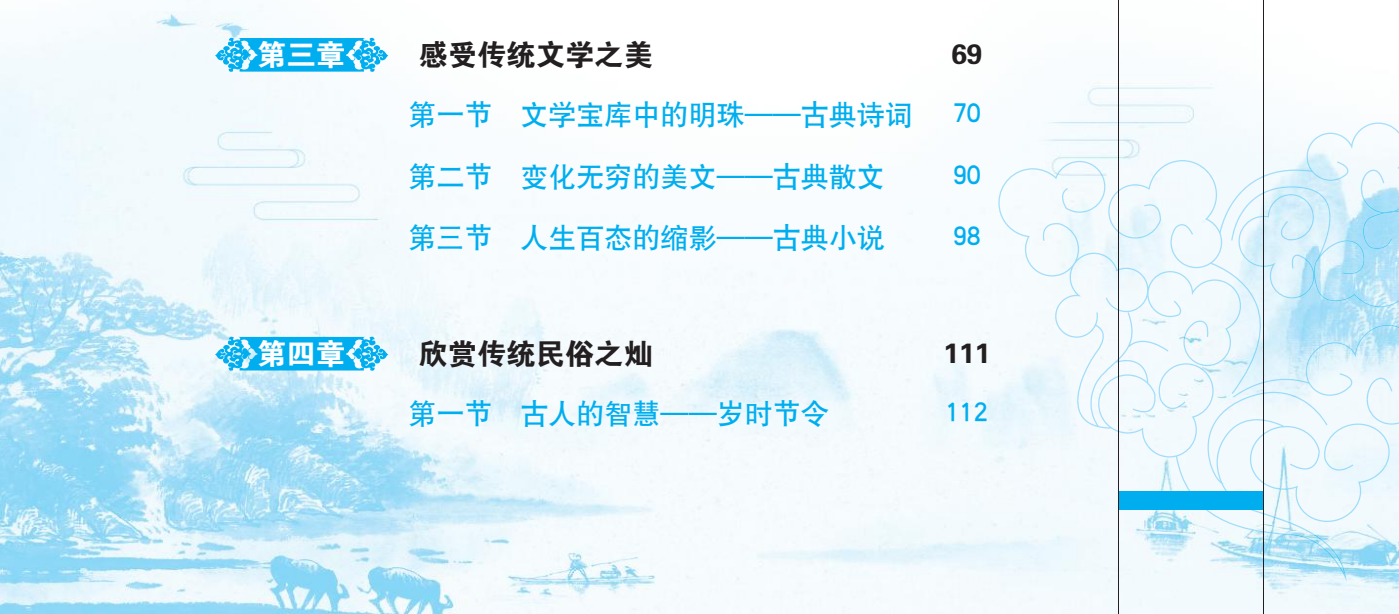 第三章 感受传统文学之美 69
第一节 文学宝库中的明珠——古典诗词 70
第二节 变化无穷的美文——古典散文 90
第三节 人生百态的缩影——古典小说 98
第四章 欣赏传统民俗之灿 111
第一节 古人的智慧——岁时节令 112